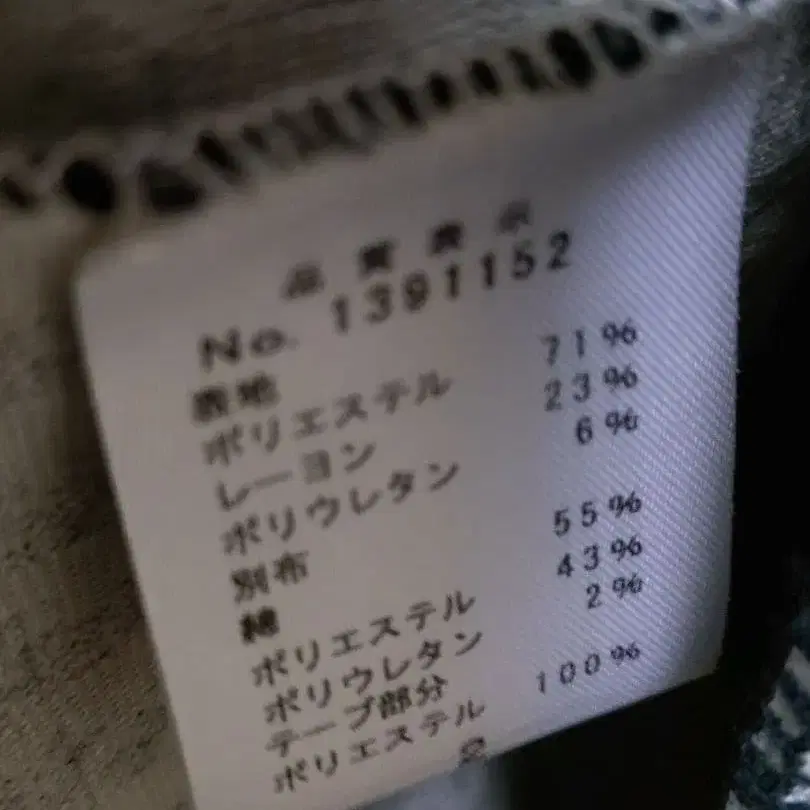 品質表示
No. 1391152
表地
ポリエステル 71%
レーヨン 23%
ポリウレタン 6%
別布
綿 55%
ポリエステル 43%
ポリウレタン 2%
テープ部分
ポリエステル 100%